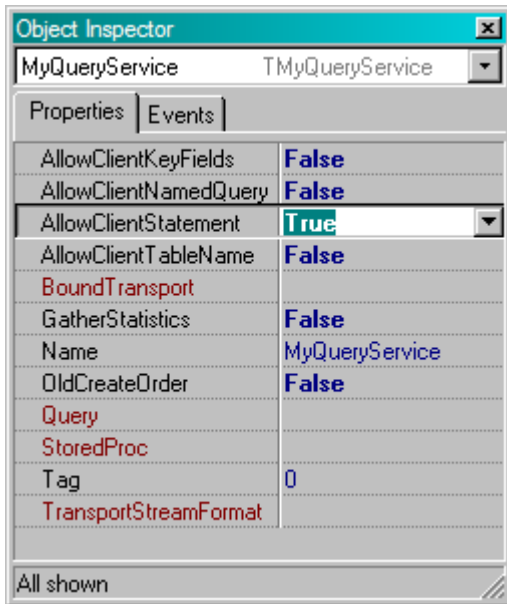 Object Inspector
MyQueryService TMyQueryService
Properties Events
AllowClientKeyFields False
AllowClientNamedQuery False
AllowClientStatement True
AllowClientTableName False
BoundTransport
GatherStatistics False
Name MyQueryService
OldCreateOrder False
Query
StoredProc
Tag 0
TransportStreamFormat
All shown